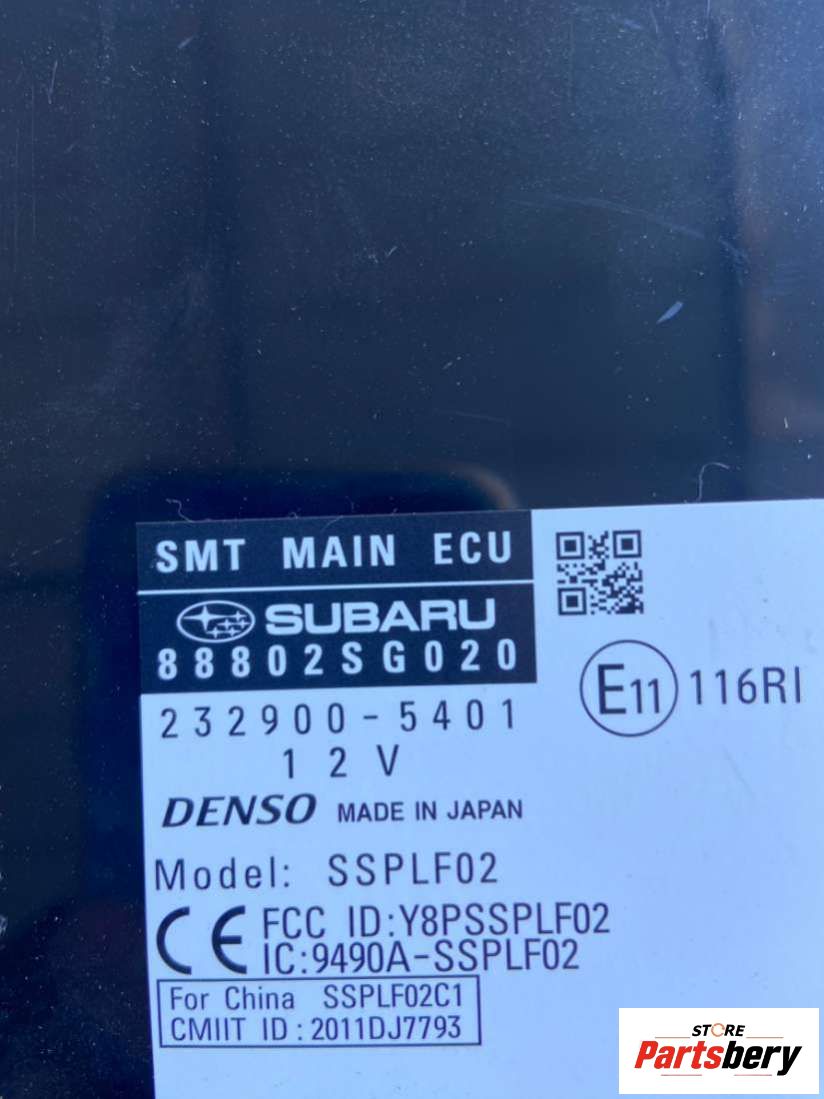 SMT MAIN ECU
SUBARU
88802SG020
E11 116RI
232900-5401
12V
DENSO MADE IN JAPAN
Model: SSPLF02
CE FCC ID:Y8PSSPLF02
IC:9490A-SSPLF02
For China SSPLF02C1
CMIIT ID:2011DJ7793
STORE
Partsbery